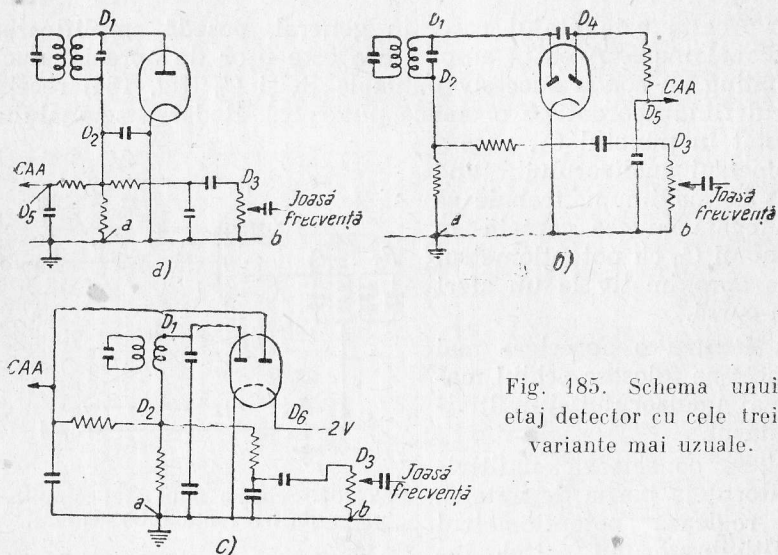 D₁
D₂
CAA
D₅
D₃
Joasă
frecvență
a
b
a)
D₁
D₂
D₄
CAA
D₅
D₃
Joasă
frecvență
a
b
b)
D₁
CAA
D₂
D₆
-2V
D₃
Joasă
frecvență
a
b
c)
Fig. 185. Schema unui
etaj detector cu cele trei
variante mai uzuale.